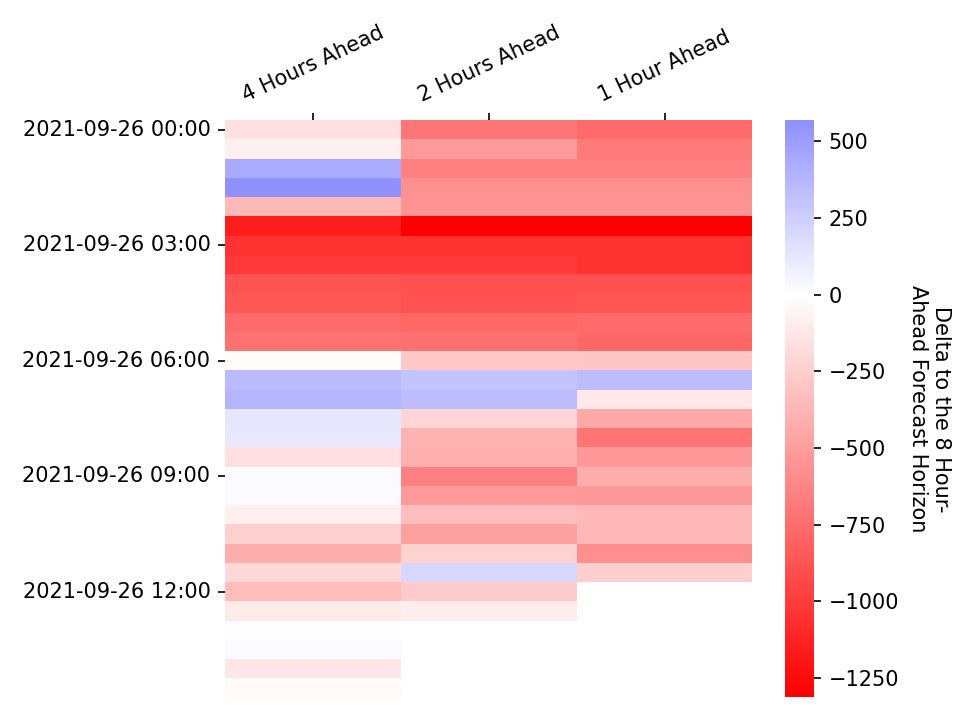 4 Hours Ahead
2 Hours Ahead
1 Hour Ahead
2021-09-26 00:00
2021-09-26 03:00
2021-09-26 06:00
2021-09-26 09:00
2021-09-26 12:00
500
250
0
−250
−500
−750
−1000
−1250
Delta to the 8 Hour-
Ahead Forecast Horizon